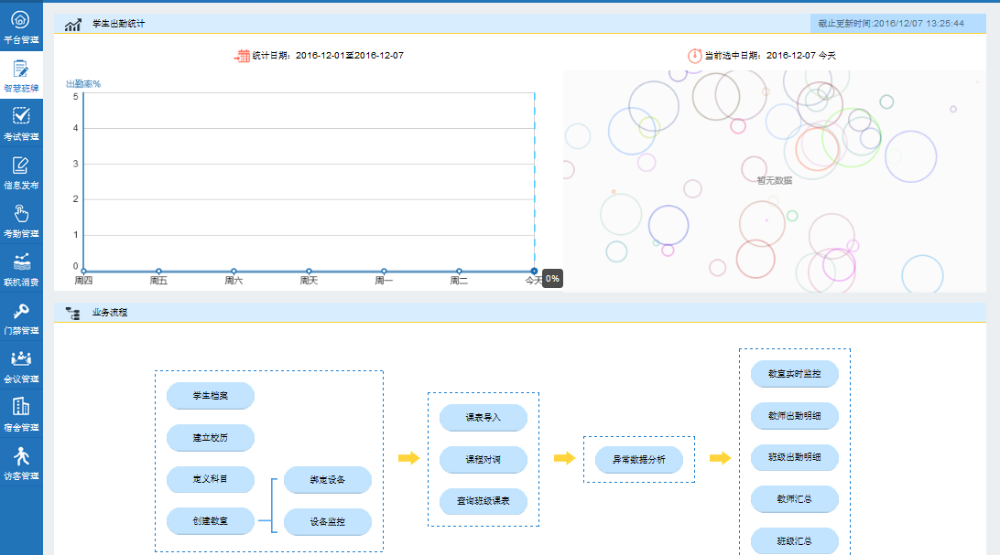 平台管理
智慧班牌
考试管理
信息发布
考勤管理
联机消费
门禁管理
会议管理
宿舍管理
访客管理
学生出勤统计
截止更新时间:2016/12/07 13:25:44
统计日期: 2016-12-01至2016-12-07
当前选中日期: 2016-12-07 今天
出勤率%
5
4
3
2
1
0
周四 周五 周六 周天 周一 周二 今天
0%
暂无数据
业务流程
学生档案
建立校历
定义科目
创建教室
绑定设备
设备监控
课表导入
课程对词
查询班级课表
异常数据分析
教室实时监控
教师出勤明细
班级出勤明细
教师汇总
班级汇总